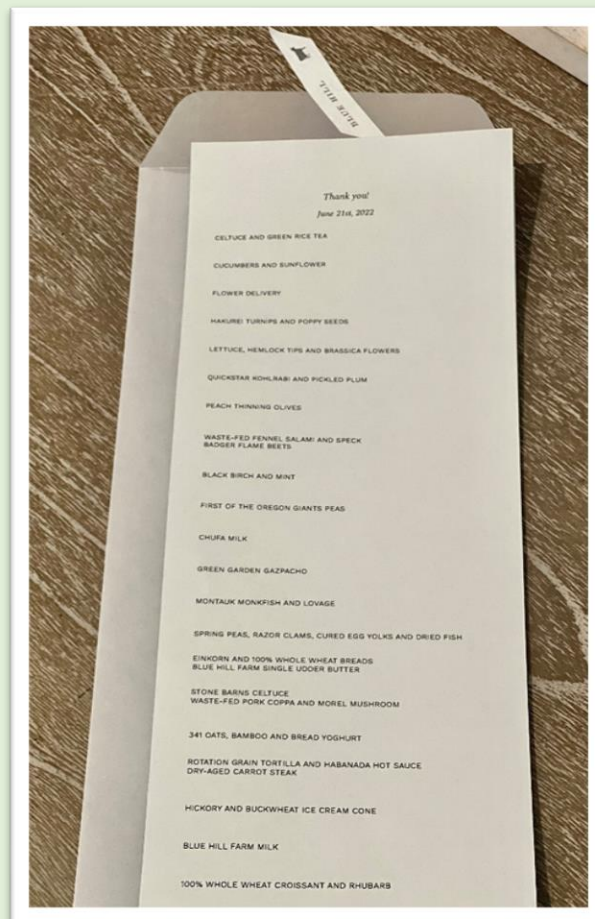 BLUE HILL
Thank you!
June 21st, 2022
CELTUCE AND GREEN RICE TEA
CUCUMBERS AND SUNFLOWER
FLOWER DELIVERY
HAKUREI TURNIPS AND POPPY SEEDS
LETTUCE, HEMLOCK TIPS AND BRASSICA FLOWERS
QUICKSTAR KOHLRABI AND PICKLED PLUM
PEACH THINNING OLIVES
WASTE-FED FENNEL SALAMI AND SPECK
BADGER FLAME BEETS
BLACK BIRCH AND MINT
FIRST OF THE OREGON GIANTS PEAS
CHUFA MILK
GREEN GARDEN GAZPACHO
MONTAUK MONKFISH AND LOVAGE
SPRING PEAS, RAZOR CLAMS, CURED EGG YOLKS AND DRIED FISH
EINKORN AND 100% WHOLE WHEAT BREADS
BLUE HILL FARM SINGLE UDDER BUTTER
STONE BARNS CELTUCE
WASTE-FED PORK COPPA AND MOREL MUSHROOM
341 OATS, BAMBOO AND BREAD YOGHURT
ROTATION GRAIN TORTILLA AND HABANADA HOT SAUCE
DRY-AGED CARROT STEAK
HICKORY AND BUCKWHEAT ICE CREAM CONE
BLUE HILL FARM MILK
100% WHOLE WHEAT CROISSANT AND RHUBARB